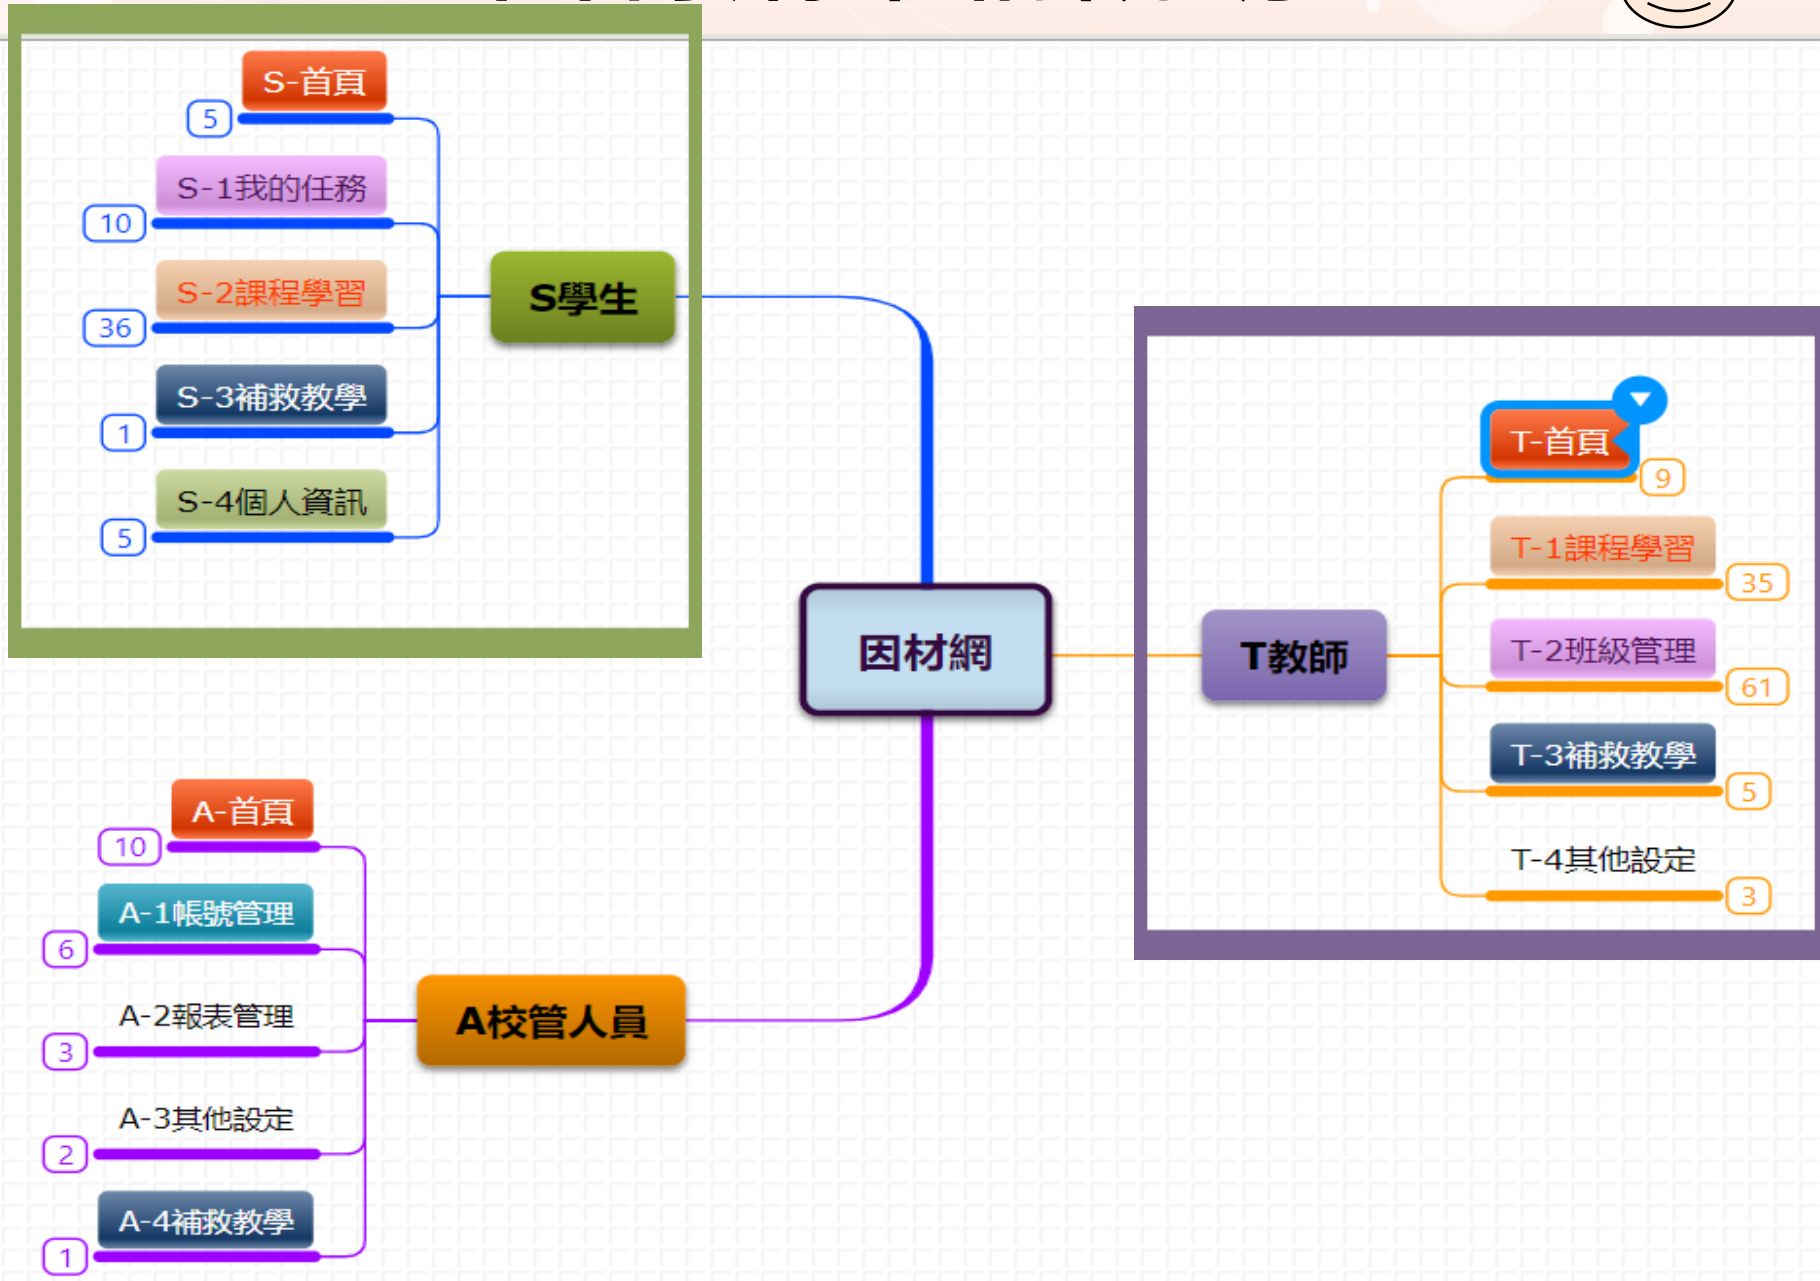 S-首頁
5
S-1我的任務
10
S-2課程學習
36
S-3補救教學
1
S-4個人資訊
5
S學生
因材網
T教師
T-首頁
9
T-1課程學習
35
T-2班級管理
61
T-3補救教學
5
T-4其他設定
3
A-首頁
10
A-1帳號管理
6
A-2報表管理
3
A-3其他設定
2
A-4補救教學
1
A校管人員